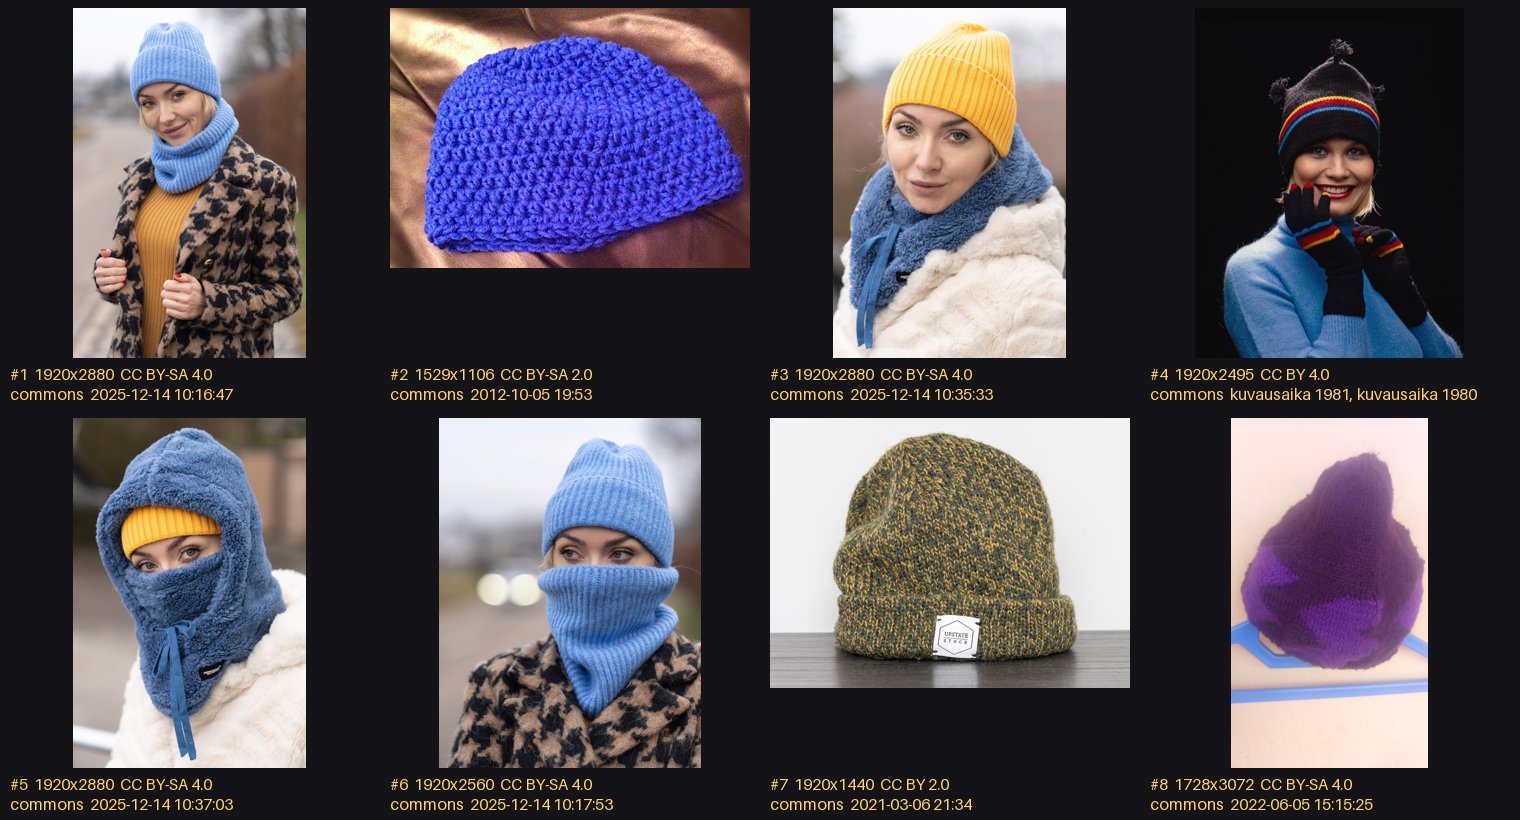 #1 1920x2880 CC BY-SA 4.0
commons 2025-12-14 10:16:47
#2 1529x1106 CC BY-SA 2.0
commons 2012-10-05 19:53
#3 1920x2880 CC BY-SA 4.0
commons 2025-12-14 10:35:33
#4 1920x2495 CC BY 4.0
commons kuvausaika 1981, kuvausaika 1980
UPSTATE
STOCK
#5 1920x2880 CC BY-SA 4.0
commons 2025-12-14 10:37:03
#6 1920x2560 CC BY-SA 4.0
commons 2025-12-14 10:17:53
#7 1920x1440 CC BY 2.0
commons 2021-03-06 21:34
#8 1728x3072 CC BY-SA 4.0
commons 2022-06-05 15:15:25